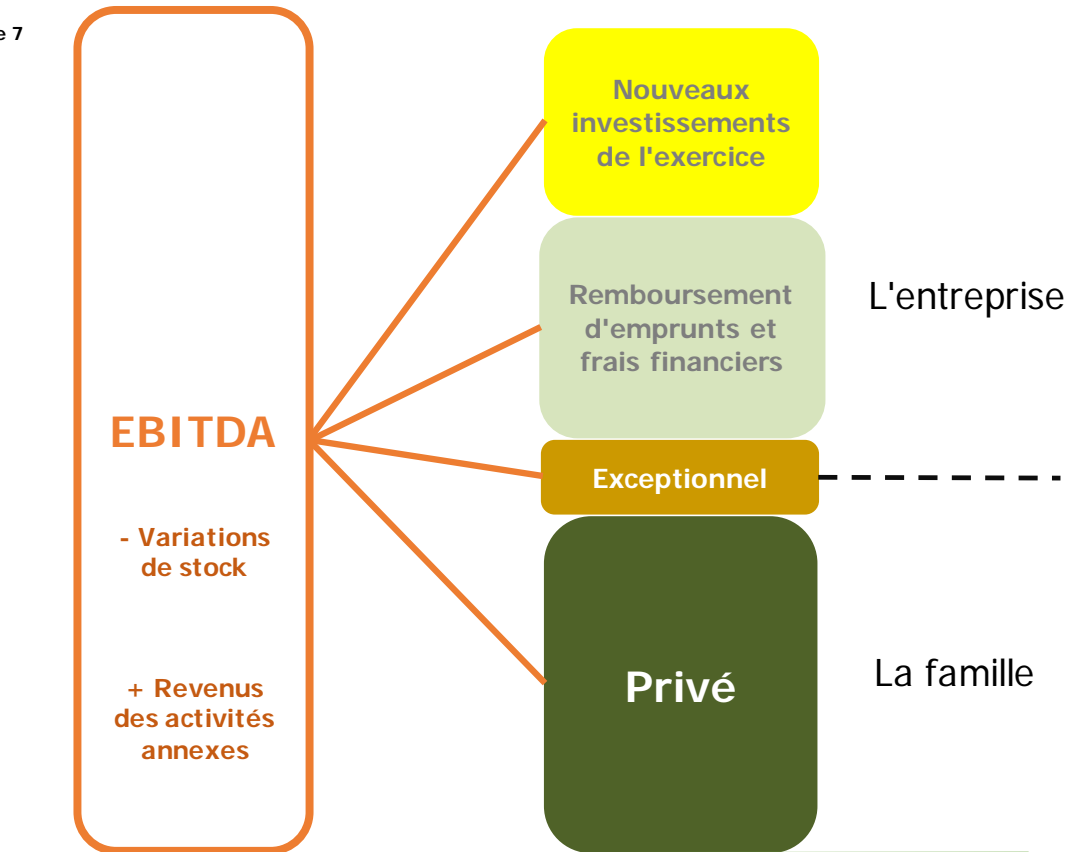 e 7
Nouveaux
investissements
de l'exercice
Remboursement
d'emprunts et
frais financiers
L'entreprise
EBITDA
Exceptionnel
- Variations
de stock
+ Revenus
des activités
annexes
Privé
La famille